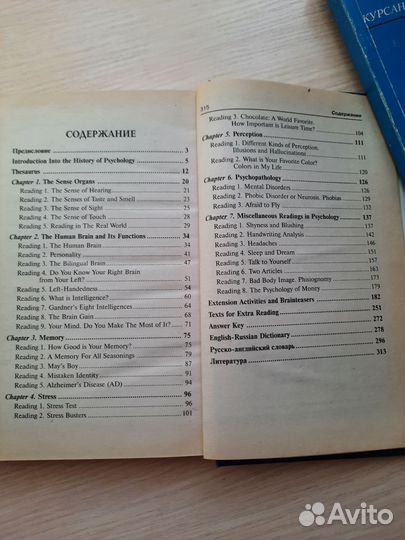 КУРСАН
СОДЕРЖАНИЕ
Предисловие 3
Introduction Into the History of Psychology 5
Thesaurus 12
Chapter 1. The Sense Organs 20
Reading 1. The Sense of Hearing 21
Reading 2. The Senses of Taste and Smell 25
Reading 3. The Sense of Sight 25
Reading 4. The Sense of Touch 28
Reading 5. Reading in The Real World 29
Chapter 2. The Human Brain and Its Functions 34
Reading 1. The Human Brain 34
Reading 2. Personality 41
Reading 3. The Bilingual Brain 47
Reading 4. Do You Know Your Right Brain
from Your Left? 51
Reading 5. Left-Handedness 54
Reading 6. What is Intelligence? 60
Reading 7. Gardner's Eight Intelligences 64
Reading 8. The Brain Gain 67
Reading 9. Your Mind. Do You Make The Most of It? 71
Chapter 3. Memory 75
Reading 1. How Good is Your Memory? 75
Reading 2. A Memory For All Seasonings 79
Reading 3. May's Boy 87
Reading 4. Mistaken Identity 91
Reading 5. Alzheimer's Disease (AD) 94
Chapter 4. Stress 96
Reading 1. Stress Test 96
Reading 2. Stress Busters 101
315 Содержание
Reading 3. Chocolate: A World Favorite.
How Important is Leisure Time? 104
Chapter 5. Perception 111
Reading 1. Different Kinds of Perception.
Illusions and Hallucinations 111
Reading 2. What is Your Favorite Color?
Colors in My Life 120
Chapter 6. Psychopathology 126
Reading 1. Mental Disorders 126
Reading 2. Phobic Disorder or Neurosis. Phobias 129
Reading 3. Afraid to Fly 132
Chapter 7. Miscellaneous Readings in Psychology 137
Reading 1. Shyness and Blushing 137
Reading 2. Handwriting Analysis 142
Reading 3. Headaches 146
Reading 4. Sleep and Dream 151
Reading 5. Talk to Yourself 157
Reading 6. Two Articles 161
Reading 7. Bad Body Image. Phisiognomy 173
Reading 8. The Psychology of Money 178
Extension Activities and Brainteasers 182
Texts for Extra Reading 251
Answer Key 272
English-Russian Dictionary 278
Русско-английский словарь 296
Литература 313
Avito